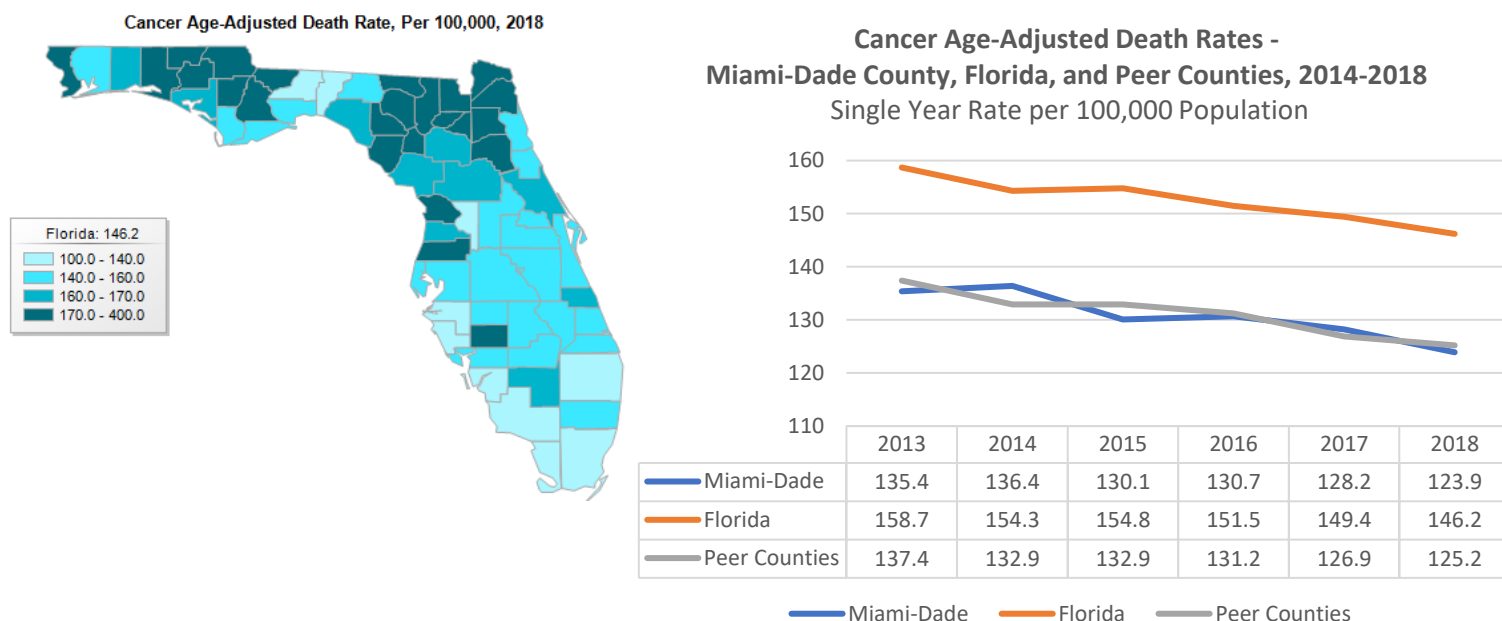 Cancer Age-Adjusted Death Rate, Per 100,000, 2018
Florida: 146.2
100.0 - 140.0
140.0 - 160.0
160.0 - 170.0
170.0 - 400.0
Cancer Age-Adjusted Death Rates -
Miami-Dade County, Florida, and Peer Counties, 2014-2018
Single Year Rate per 100,000 Population
160
150
140
130
120
110
2013 2014 2015 2016 2017 2018
Miami-Dade 135.4 136.4 130.1 130.7 128.2 123.9
Florida 158.7 154.3 154.8 151.5 149.4 146.2
Peer Counties 137.4 132.9 132.9 131.2 126.9 125.2
Miami-Dade Florida Peer Counties